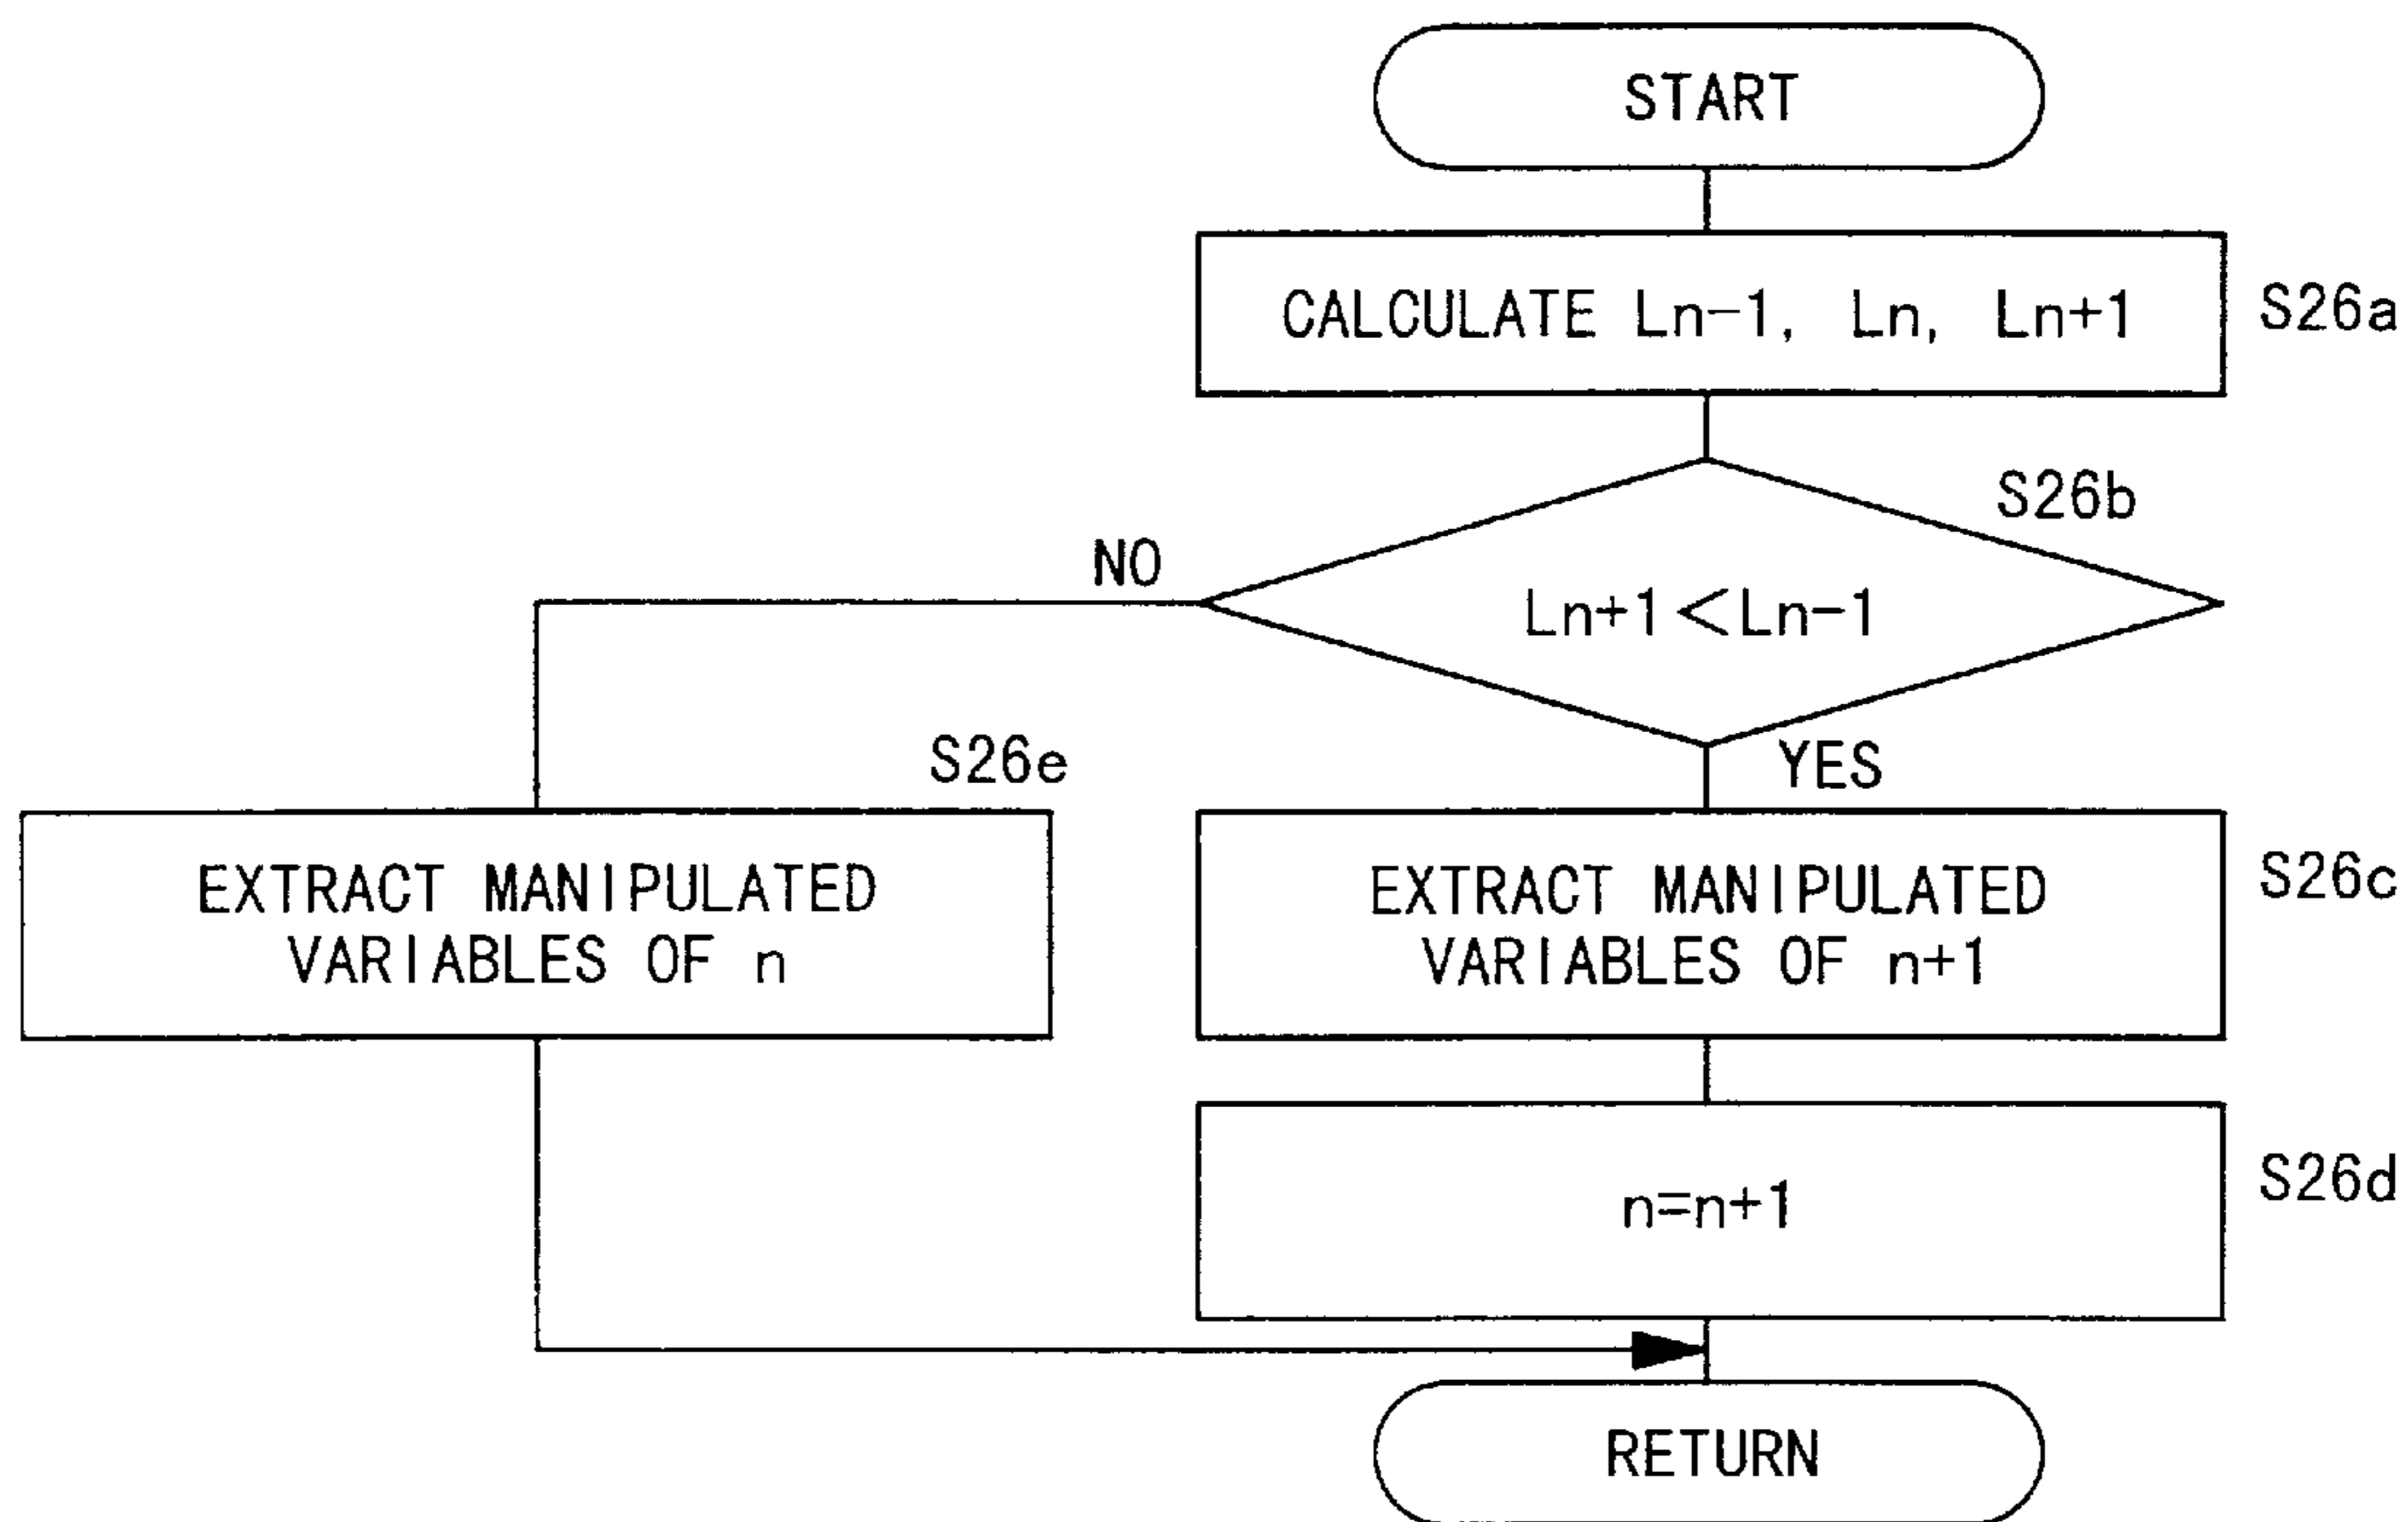 START
CALCULATE Ln-1, Ln, Ln+1
S26a
S26b
NO
Ln+1<Ln-1
YES
S26e
EXTRACT MANIPULATED
VARIABLES OF n
EXTRACT MANIPULATED
VARIABLES OF n+1
S26c
n=n+1
S26d
RETURN